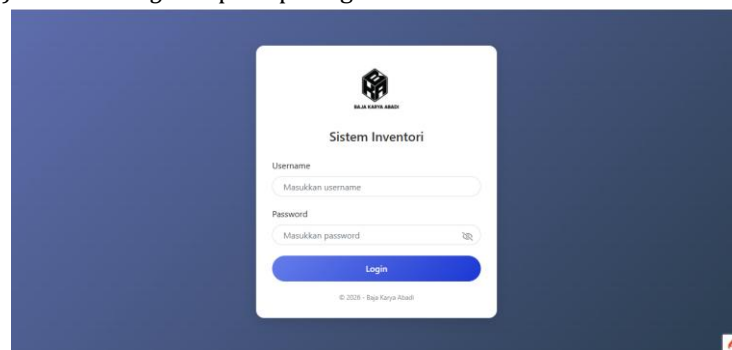 BAJA KARYA ABADI
Sistem Inventori
Username
Masukkan username
Password
Masukkan password
Login
© 2026 - Baja Karya Abadi